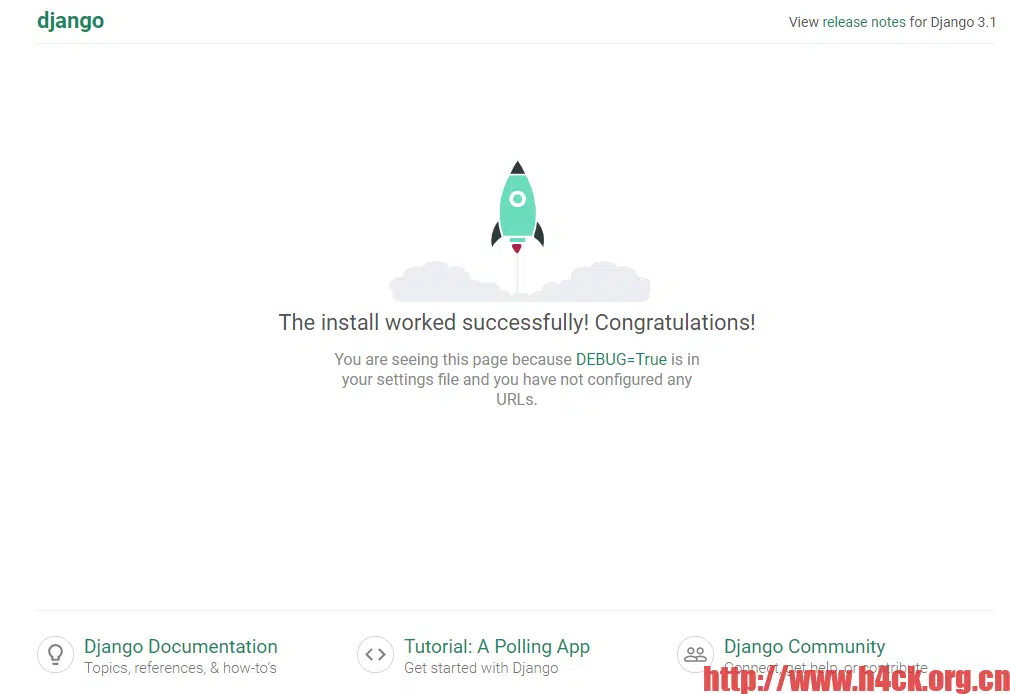 django
View release notes for Django 3.1
The install worked successfully! Congratulations!
You are seeing this page because DEBUG=True is in
your settings file and you have not configured any
URLs.
Django Documentation
Topics, references, & how-to's
Tutorial: A Polling App
Get started with Django
Django Community
Connect, get help, or contribute
http://www.h4ck.org.cn